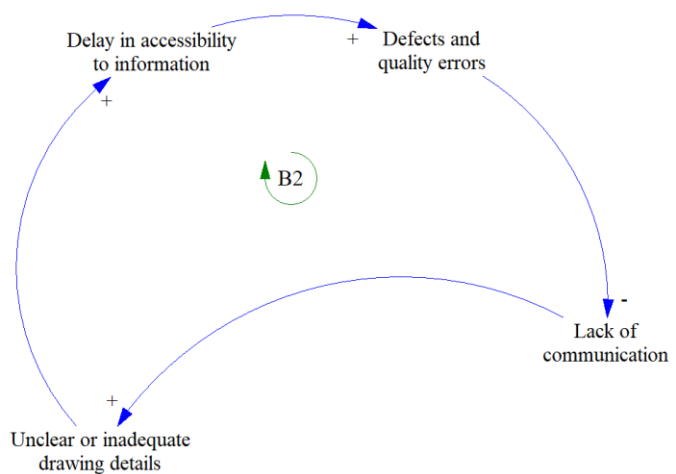 Delay in accessibility
to information
+
Defects and
quality errors
+
B2
-
Lack of
communication
+
Unclear or inadequate
drawing details